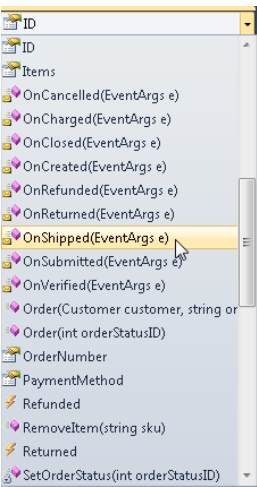 ID
ID
Items
OnCancelled(EventArgs e)
OnCharged(EventArgs e)
OnClosed(EventArgs e)
OnCreated(EventArgs e)
OnRefunded(EventArgs e)
OnReturned(EventArgs e)
OnShipped(EventArgs e)
OnSubmitted(EventArgs e)
OnVerified(EventArgs e)
Order(Customer customer, string or
Order(int orderStatusID)
OrderNumber
PaymentMethod
Refunded
RemoveItem(string sku)
Returned
SetOrderStatus(int orderStatusID)